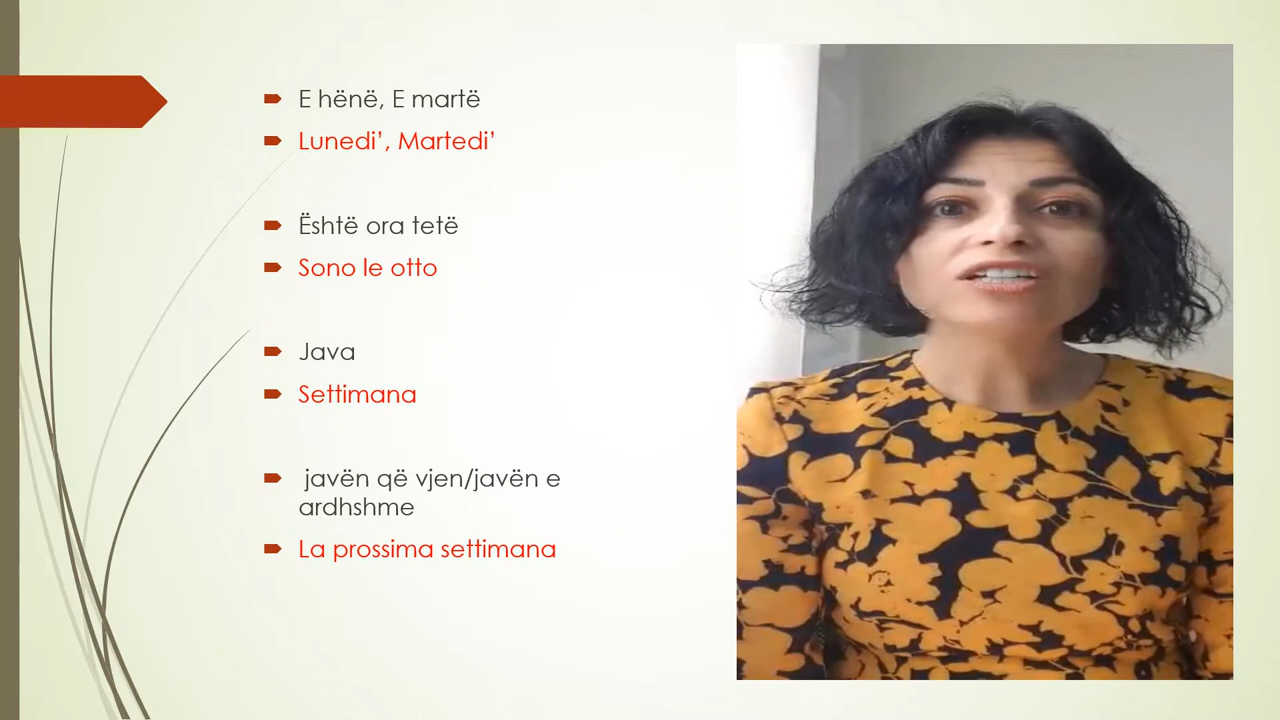 E hënë, E martë
Lunedi’, Martedi’
Është ora tetë
Sono le otto
Java
Settimana
javën që vjen/javën e
ardhshme
La prossima settimana